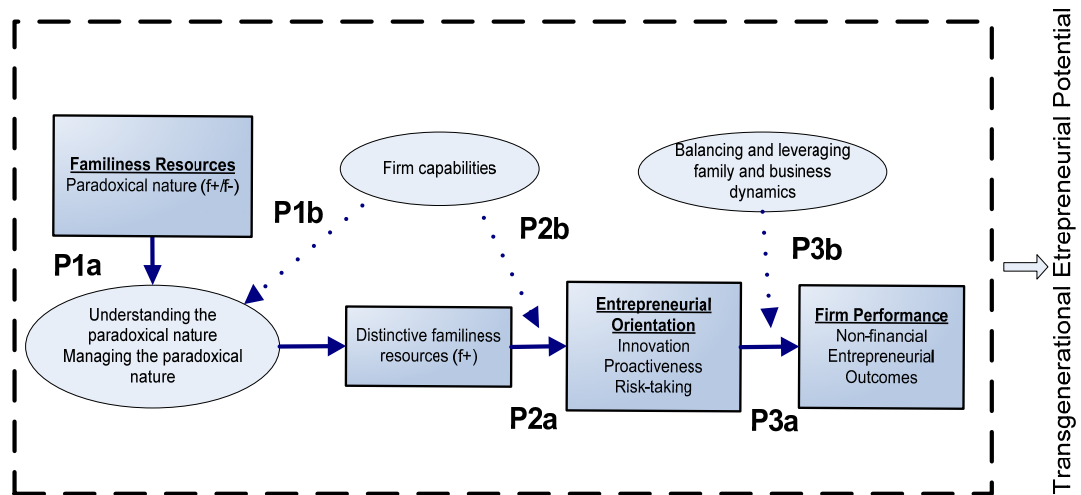 Familiness Resources
Paradoxical nature (f+/f-)
Firm capabilities
Balancing and leveraging
family and business
dynamics
P1b
P2b
P3b
P1a
Understanding the
paradoxical nature
Managing the paradoxical
nature
Distinctive familiness
resources (f+)
Entrepreneurial
Orientation
Innovation
Proactiveness
Risk-taking
Firm Performance
Non-financial
Entrepreneurial
Outcomes
P2a
P3a
Transgenerational Etrepreneurial Potential